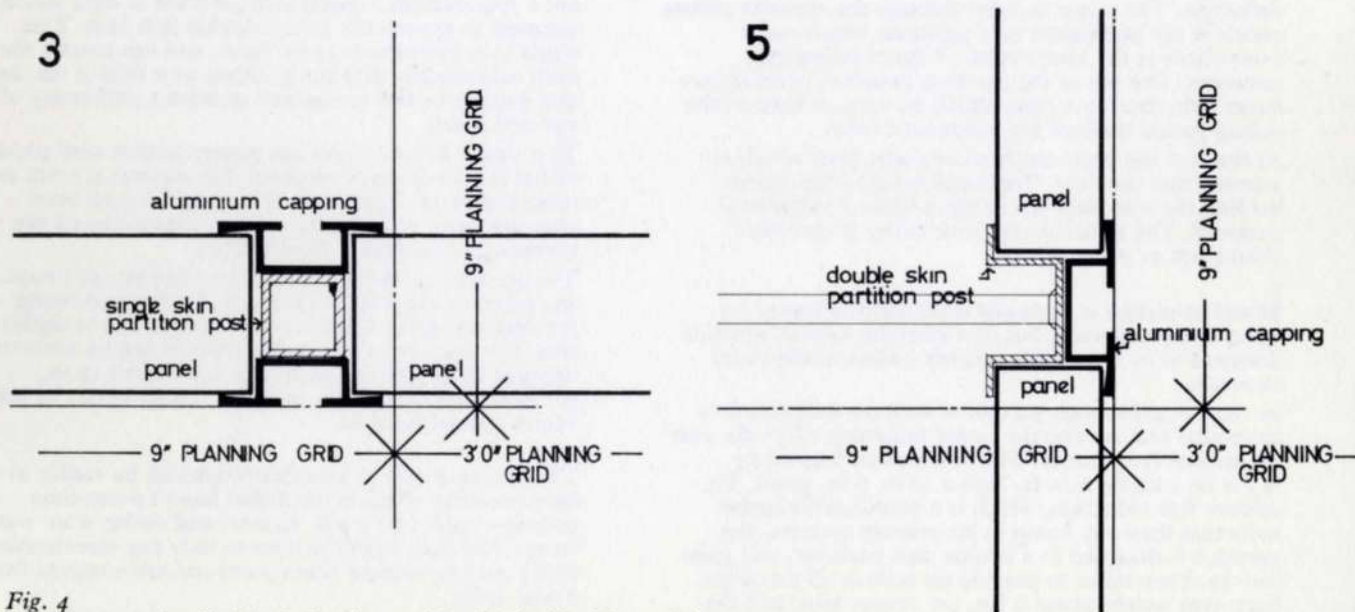 3
aluminium capping
9" PLANNING GRID
single skin
partition post
panel
panel
9" PLANNING GRID
3'0" PLANNING
GRID
5
panel
9" PLANNING GRID
double skin
partition post
aluminium capping
panel
9" PLANNING GRID
3'0" PLANNING
GRID
Fig. 4